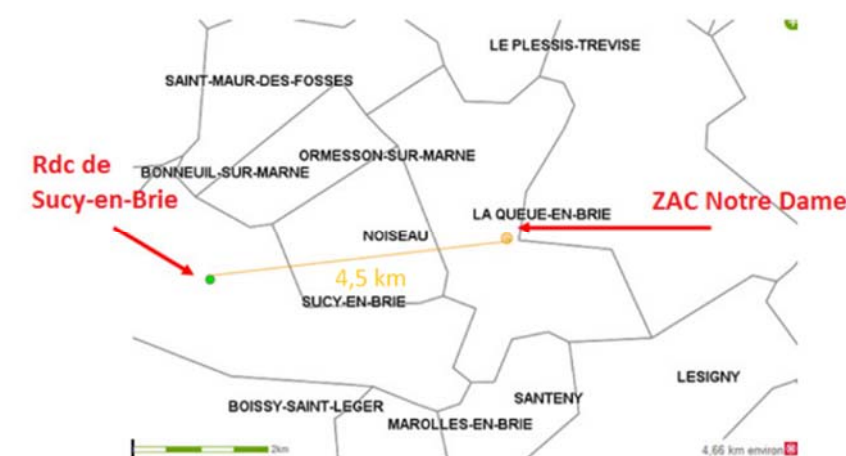 LE PLESSIS-TREVISE
SAINT-MAUR-DES-FOSSES
Rdc de
Sucy-en-Brie
ORMESSON-SUR-MARNE
BONNEUIL-SUR-MARNE
ZAC Notre Dame
LA QUEUE-EN-BRIE
NOISEAU
4,5 km
SUCY-EN-BRIE
LESIGNY
SANTENY
BOISSY-SAINT-LEGER
MAROLLES-EN-BRIE
2km
4,66 km environ